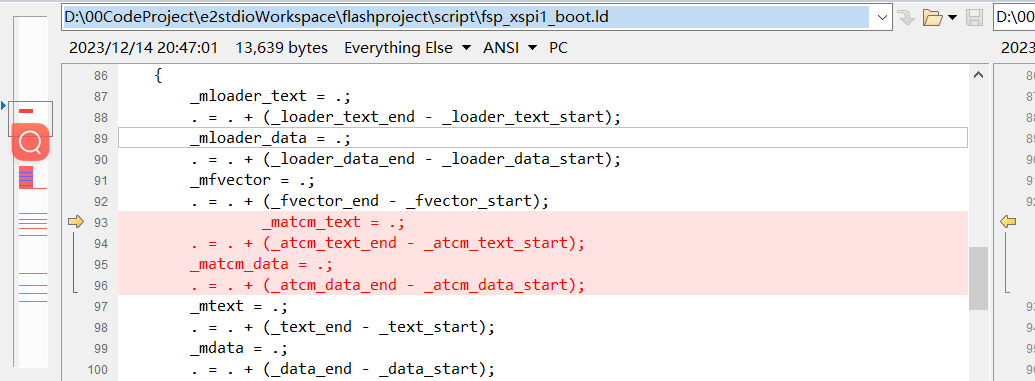 D:\00CodeProject\e2stdioWorkspace\flashproject\script\fsp_xspi1_boot.ld
D:\00
2023/12/14 20:47:01 13,639 bytes Everything Else ANSI PC
2023
86 {
87 _mloader_text = .;
88 . = . + (_loader_text_end - _loader_text_start);
89 _mloader_data = .;
90 . = . + (_loader_data_end - _loader_data_start);
91 _mfvector = .;
92 . = . + (_fvector_end - _fvector_start);
93 _matcm_text = .;
94 . = . + (_atcm_text_end - _atcm_text_start);
95 _matcm_data = .;
96 . = . + (_atcm_data_end - _atcm_data_start);
97 _mtext = .;
98 . = . + (_text_end - _text_start);
99 _mdata = .;
100 . = . + (_data_end - _data_start);